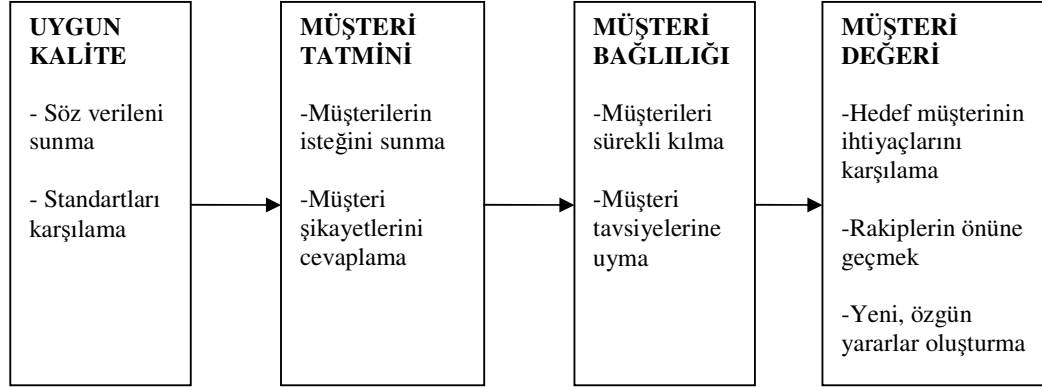 UYGUN
KALİTE
- Söz verileni
sunma
- Standartları
karşılama
MÜŞTERİ
TATMİNİ
-Müşterilerin
isteğini sunma
-Müşteri
şikayetlerini
cevaplama
MÜŞTERİ
BAĞLILIĞI
-Müşterileri
sürekli kılma
-Müşteri
tavsiyelerine
uyma
MÜŞTERİ
DEĞERİ
-Hedef müşterinin
ihtiyaçlarını
karşılama
-Rakiplerin önüne
geçmek
-Yeni, özgün
yararlar oluşturma